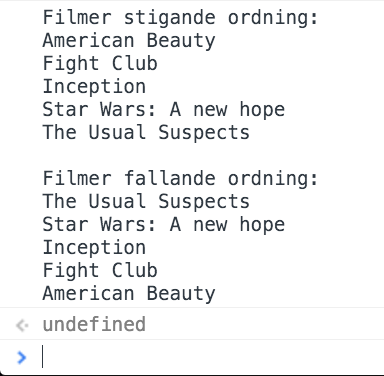 Filmer stigande ordning:
American Beauty
Fight Club
Inception
Star Wars: A new hope
The Usual Suspects

Filmer fallande ordning:
The Usual Suspects
Star Wars: A new hope
Inception
Fight Club
American Beauty
undefined